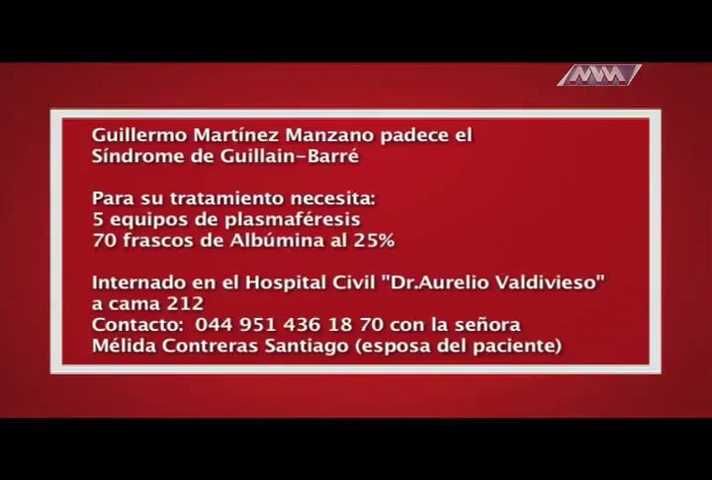 MVM
Guillermo Martínez Manzano padece el
Síndrome de Guillain-Barré
Para su tratamiento necesita:
5 equipos de plasmaféresis
70 frascos de Albúmina al 25%
Internado en el Hospital Civil "Dr.Aurelio Valdivieso"
a cama 212
Contacto: 044 951 436 18 70 con la señora
Mélida Contreras Santiago (esposa del paciente)